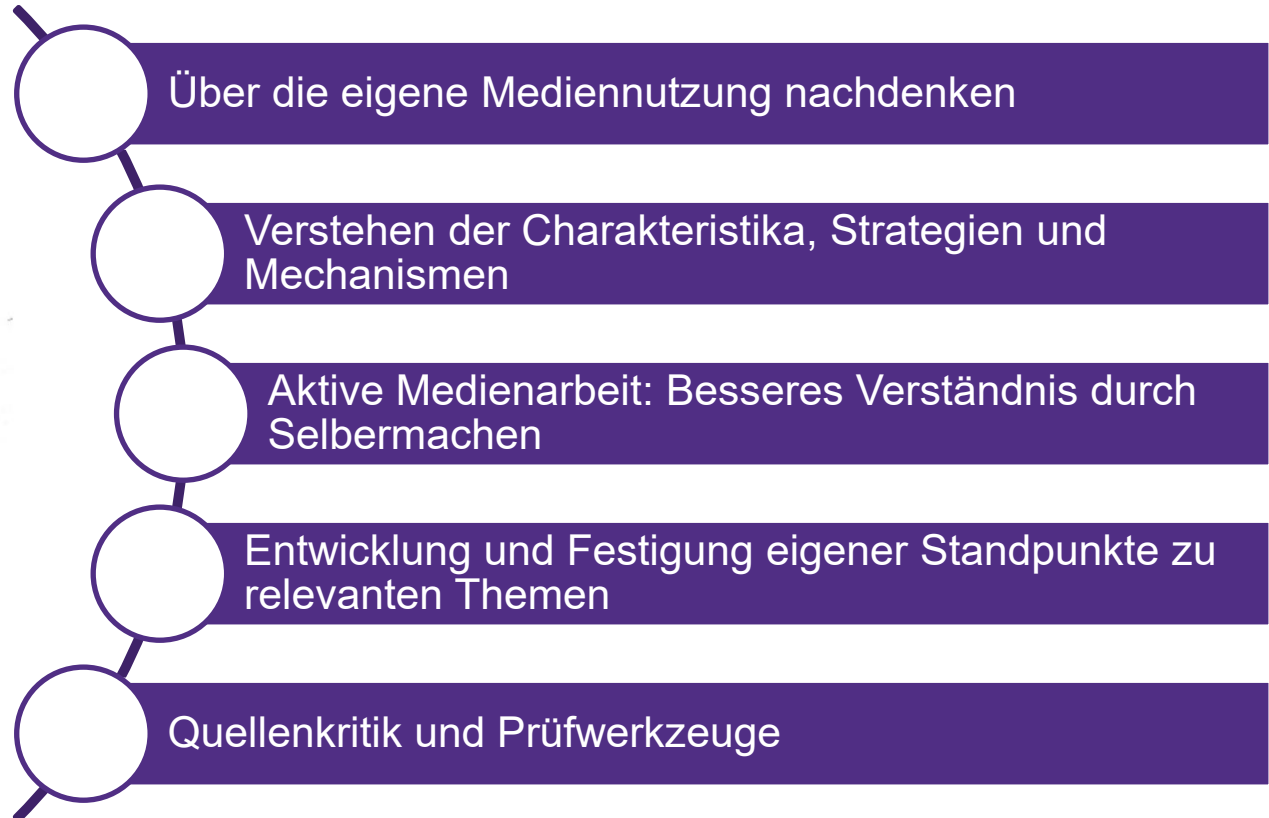 Über die eigene Mediennutzung nachdenken
Verstehen der Charakteristika, Strategien und
Mechanismen
Aktive Medienarbeit: Besseres Verständnis durch
Selbermachen
Entwicklung und Festigung eigener Standpunkte zu
relevanten Themen
Quellenkritik und Prüfwerkzeuge